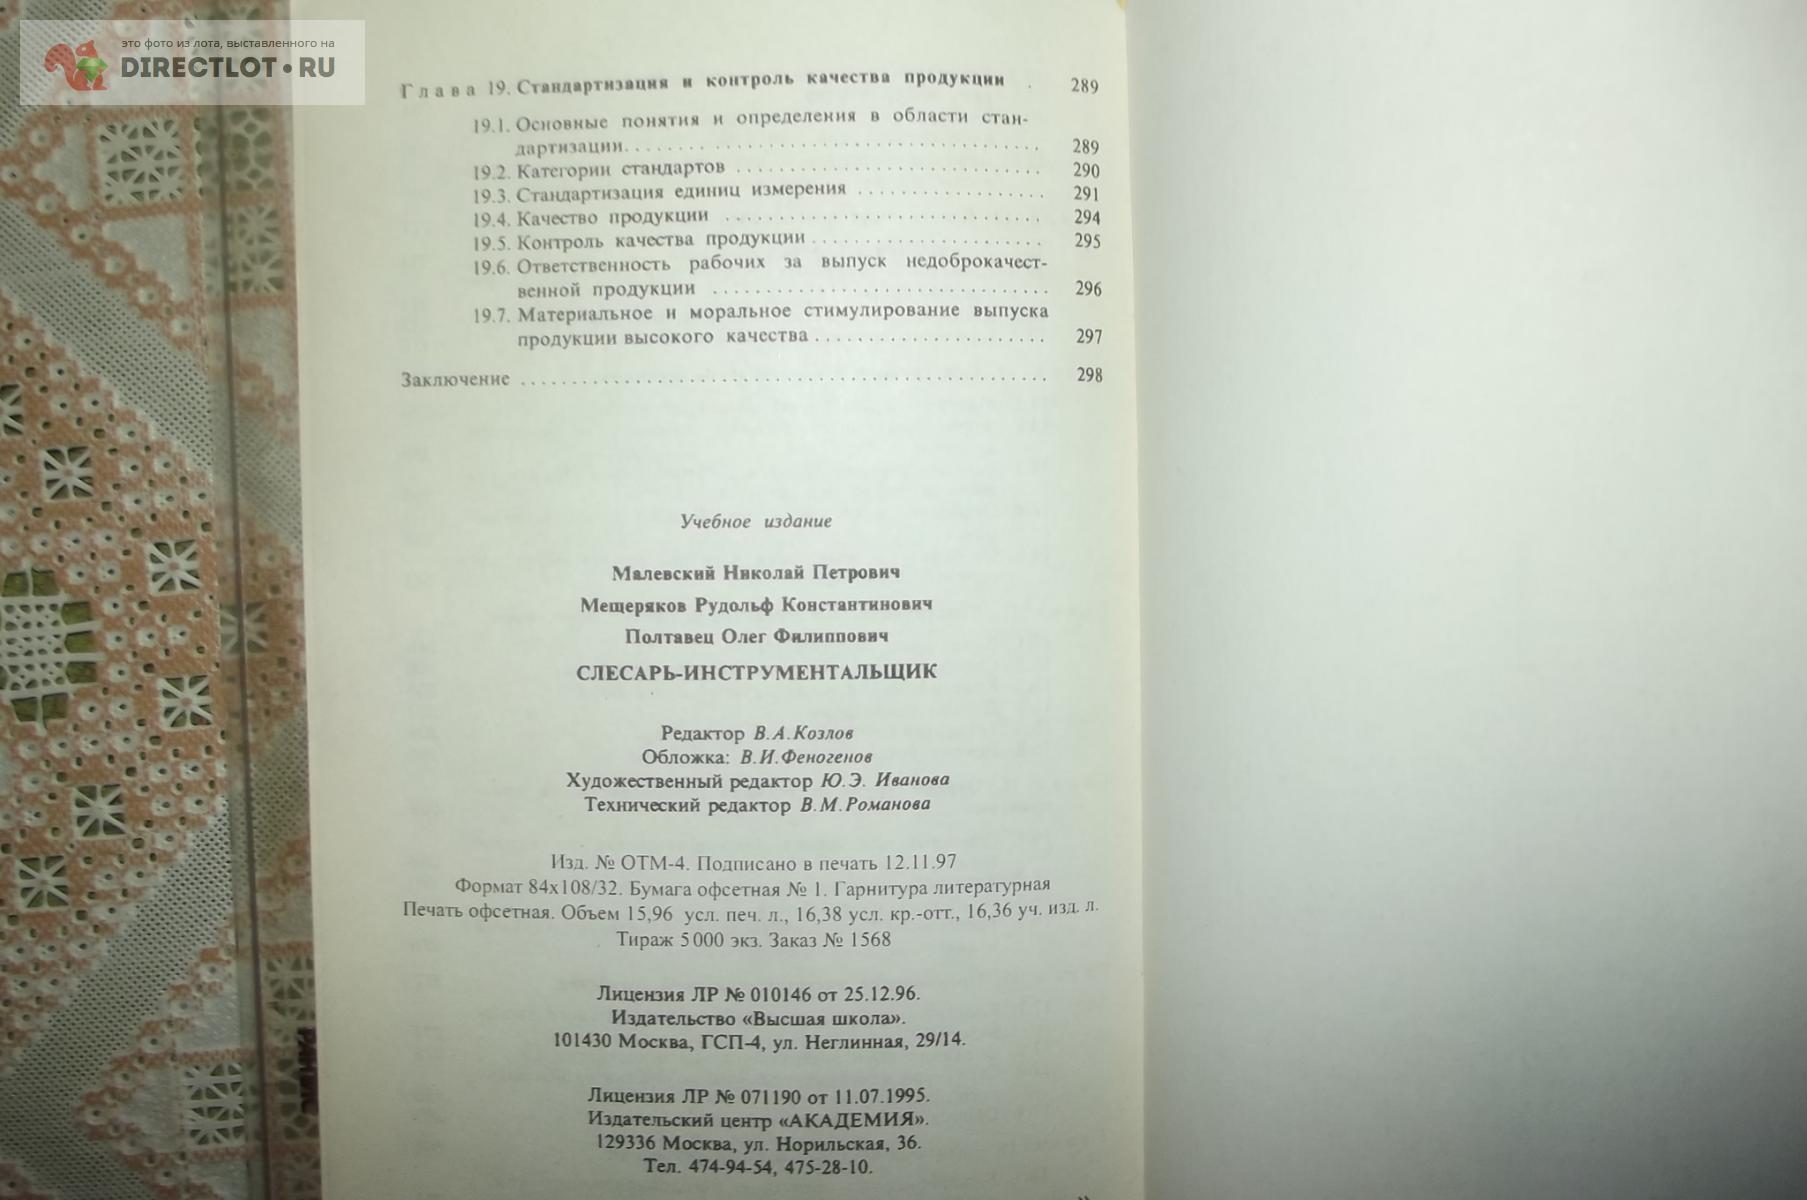 это фото из лота, выставленного на
DIRECTLOT•RU
Глава 19. Стандартизация и контроль качества продукции . 289
19.1. Основные понятия и определения в области стан-
дартизации. . . . . . . . . . . . . . . . . . . . . . . . . . . . . . . . . . . . . . . 289
19.2. Категории стандартов . . . . . . . . . . . . . . . . . . . . . . . . . . . . . 290
19.3. Стандартизация единиц измерения . . . . . . . . . . . . . . . . . . 291
19.4. Качество продукции . . . . . . . . . . . . . . . . . . . . . . . . . . . . . . 294
19.5. Контроль качества продукции . . . . . . . . . . . . . . . . . . . . . . 295
19.6. Ответственность рабочих за выпуск недоброкачест-
венной продукции . . . . . . . . . . . . . . . . . . . . . . . . . . . . . . . . 296
19.7. Материальное и моральное стимулирование выпуска
продукции высокого качества . . . . . . . . . . . . . . . . . . . . . . 297
Заключение . . . . . . . . . . . . . . . . . . . . . . . . . . . . . . . . . . . . . . . . . . . . . . . . . 298
Учебное издание
Малевский Николай Петрович
Мещеряков Рудольф Константинович
Полтавец Олег Филиппович
СЛЕСАРЬ-ИНСТРУМЕНТАЛЬЩИК
Редактор В.А.Козлов
Обложка: В.И.Феногенов
Художественный редактор Ю.Э. Иванова
Технический редактор В.М.Романова
Изд. № ОТМ-4. Подписано в печать 12.11.97
Формат 84х108/32. Бумага офсетная № 1. Гарнитура литературная
Печать офсетная. Объем 15,96 усл. печ. л., 16,38 усл. кр.-отт., 16,36 уч. изд. л.
Тираж 5 000 экз. Заказ № 1568
Лицензия ЛР № 010146 от 25.12.96.
Издательство «Высшая школа».
101430 Москва, ГСП-4, ул. Неглинная, 29/14.
Лицензия ЛР № 071190 от 11.07.1995.
Издательский центр «АКАДЕМИЯ».
129336 Москва, ул. Норильская, 36.
Тел. 474-94-54, 475-28-10.